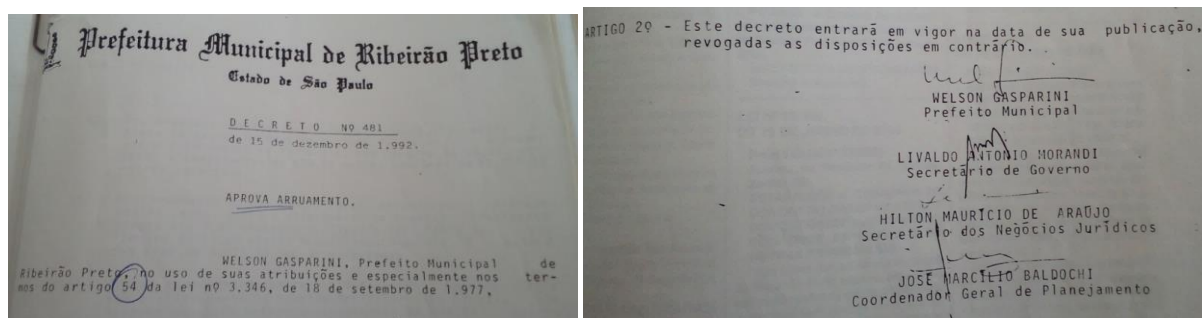 Prefeitura Municipal de Ribeirão Preto
Estado de São Paulo
DECRETO Nº 481
de 15 de dezembro de 1.992.
APROVA ARRUAMENTO.
WELSON GASPARINI, Prefeito Municipal de
Ribeirão Preto, no uso de suas atribuições e especialmente nos ter-
mos do artigo 54 da lei nº 3.346, de 18 de setembro de 1.977,
ARTIGO 2º - Este decreto entrará em vigor na data de sua publicação,
revogadas as disposições em contrário.
WELSON GASPARINI
Prefeito Municipal
LIVALDO ANTONIO MORANDI
Secretário de Governo
HILTON MAURÍCIO DE ARAÚJO
Secretário dos Negócios Jurídicos
JOSÉ MARCÍLIO BALDOCHI
Coordenador Geral de Planejamento